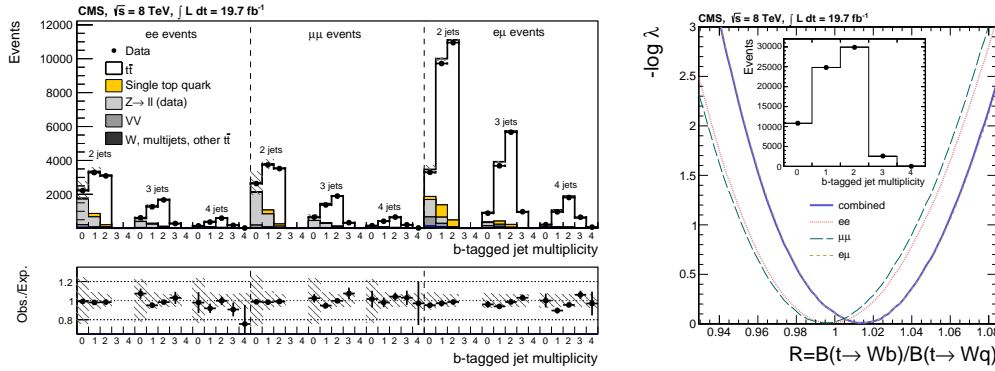 CMS, √s = 8 TeV, ∫ L dt = 19.7 fb⁻¹
Events
12000
10000
8000
6000
4000
2000
0
ee events
μμ events
eμ events
Data
tt̄
Single top quark
Z→ ll (data)
VV
W, multijets, other tt̄
2 jets
3 jets
4 jets
2 jets
3 jets
4 jets
2 jets
3 jets
4 jets
0 1 2 3 4 0 1 2 3 4 0 1 2 3 4 0 1 2 3 4 0 1 2 3 4 0 1 2 3 4 0 1 2 3 4 0 1 2 3 4 0 1 2 3 4
b-tagged jet multiplicity
Obs./Exp.
1.2
1
0.8
0 1 2 3 4 0 1 2 3 4 0 1 2 3 4 0 1 2 3 4 0 1 2 3 4 0 1 2 3 4 0 1 2 3 4 0 1 2 3 4 0 1 2 3 4
b-tagged jet multiplicity
CMS, √s = 8 TeV, ∫ L dt = 19.7 fb⁻¹
-log λ
3
2.5
2
1.5
1
0.5
0
Events
30000
25000
20000
15000
10000
5000
0
0 1 2 3 4
b-tagged jet multiplicity
combined
ee
μμ
eμ
0.94 0.96 0.98 1 1.02 1.04 1.06 1.08
R=B(t→ Wb)/B(t→ Wq)